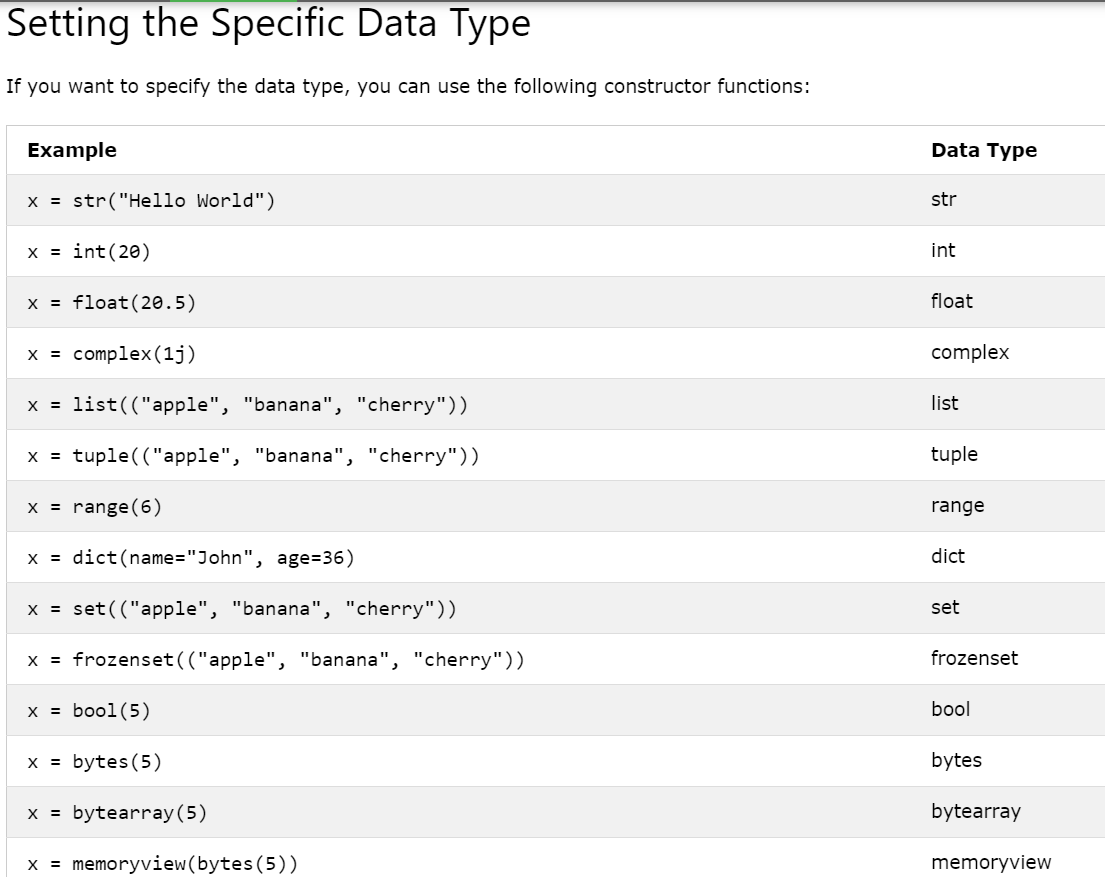 Setting the Specific Data Type
If you want to specify the data type, you can use the following constructor functions:
Example Data Type
x = str("Hello World") str
x = int(20) int
x = float(20.5) float
x = complex(1j) complex
x = list(("apple", "banana", "cherry")) list
x = tuple(("apple", "banana", "cherry")) tuple
x = range(6) range
x = dict(name="John", age=36) dict
x = set(("apple", "banana", "cherry")) set
x = frozenset(("apple", "banana", "cherry")) frozenset
x = bool(5) bool
x = bytes(5) bytes
x = bytearray(5) bytearray
x = memoryview(bytes(5)) memoryview